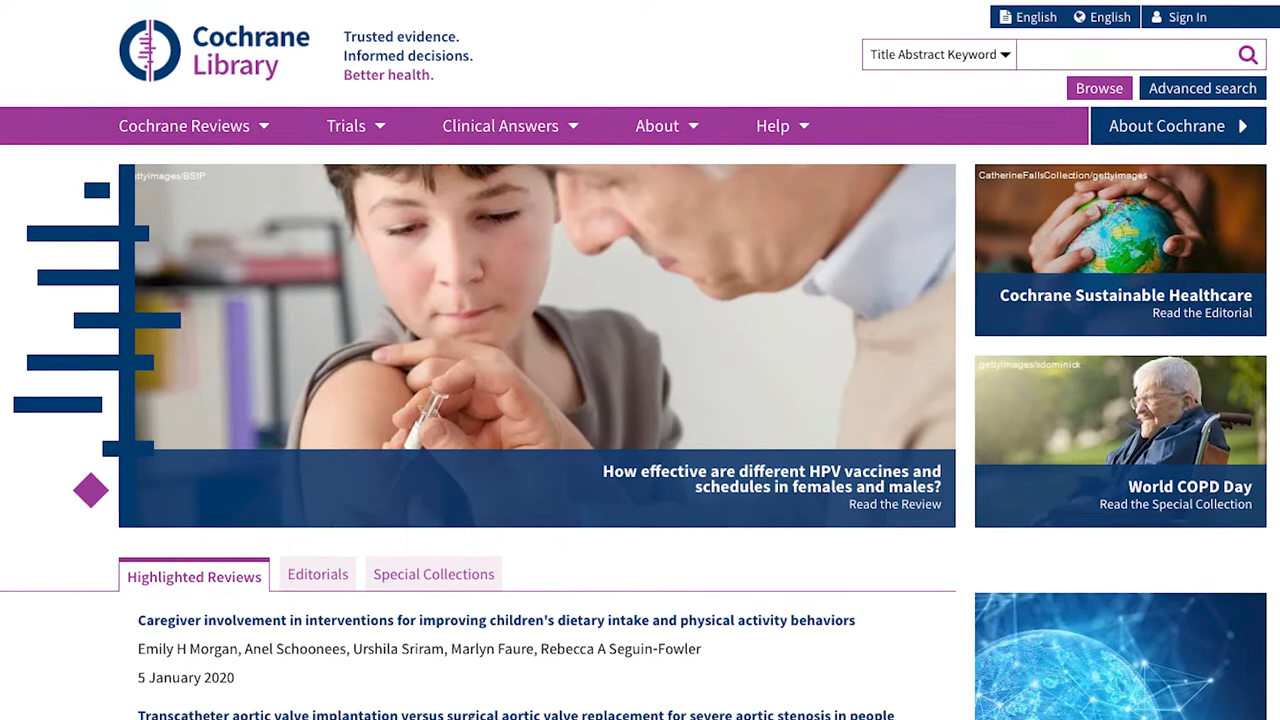 English English Sign In
Cochrane
Library
Trusted evidence.
Informed decisions.
Better health.
Title Abstract Keyword
Browse Advanced search
Cochrane Reviews Trials Clinical Answers About Help About Cochrane
ttyimages/BSIP
CatherineFallsCollection/gettyimages
Cochrane Sustainable Healthcare
Read the Editorial
gettyimages/sdominick
How effective are different HPV vaccines and
schedules in females and males?
Read the Review
World COPD Day
Read the Special Collection
Highlighted Reviews Editorials Special Collections
Caregiver involvement in interventions for improving children's dietary intake and physical activity behaviors
Emily H Morgan, Anel Schoonees, Urshila Sriram, Marlyn Faure, Rebecca A Seguin-Fowler
5 January 2020
Transcatheter aortic valve implantation versus surgical aortic valve replacement for severe aortic stenosis in people